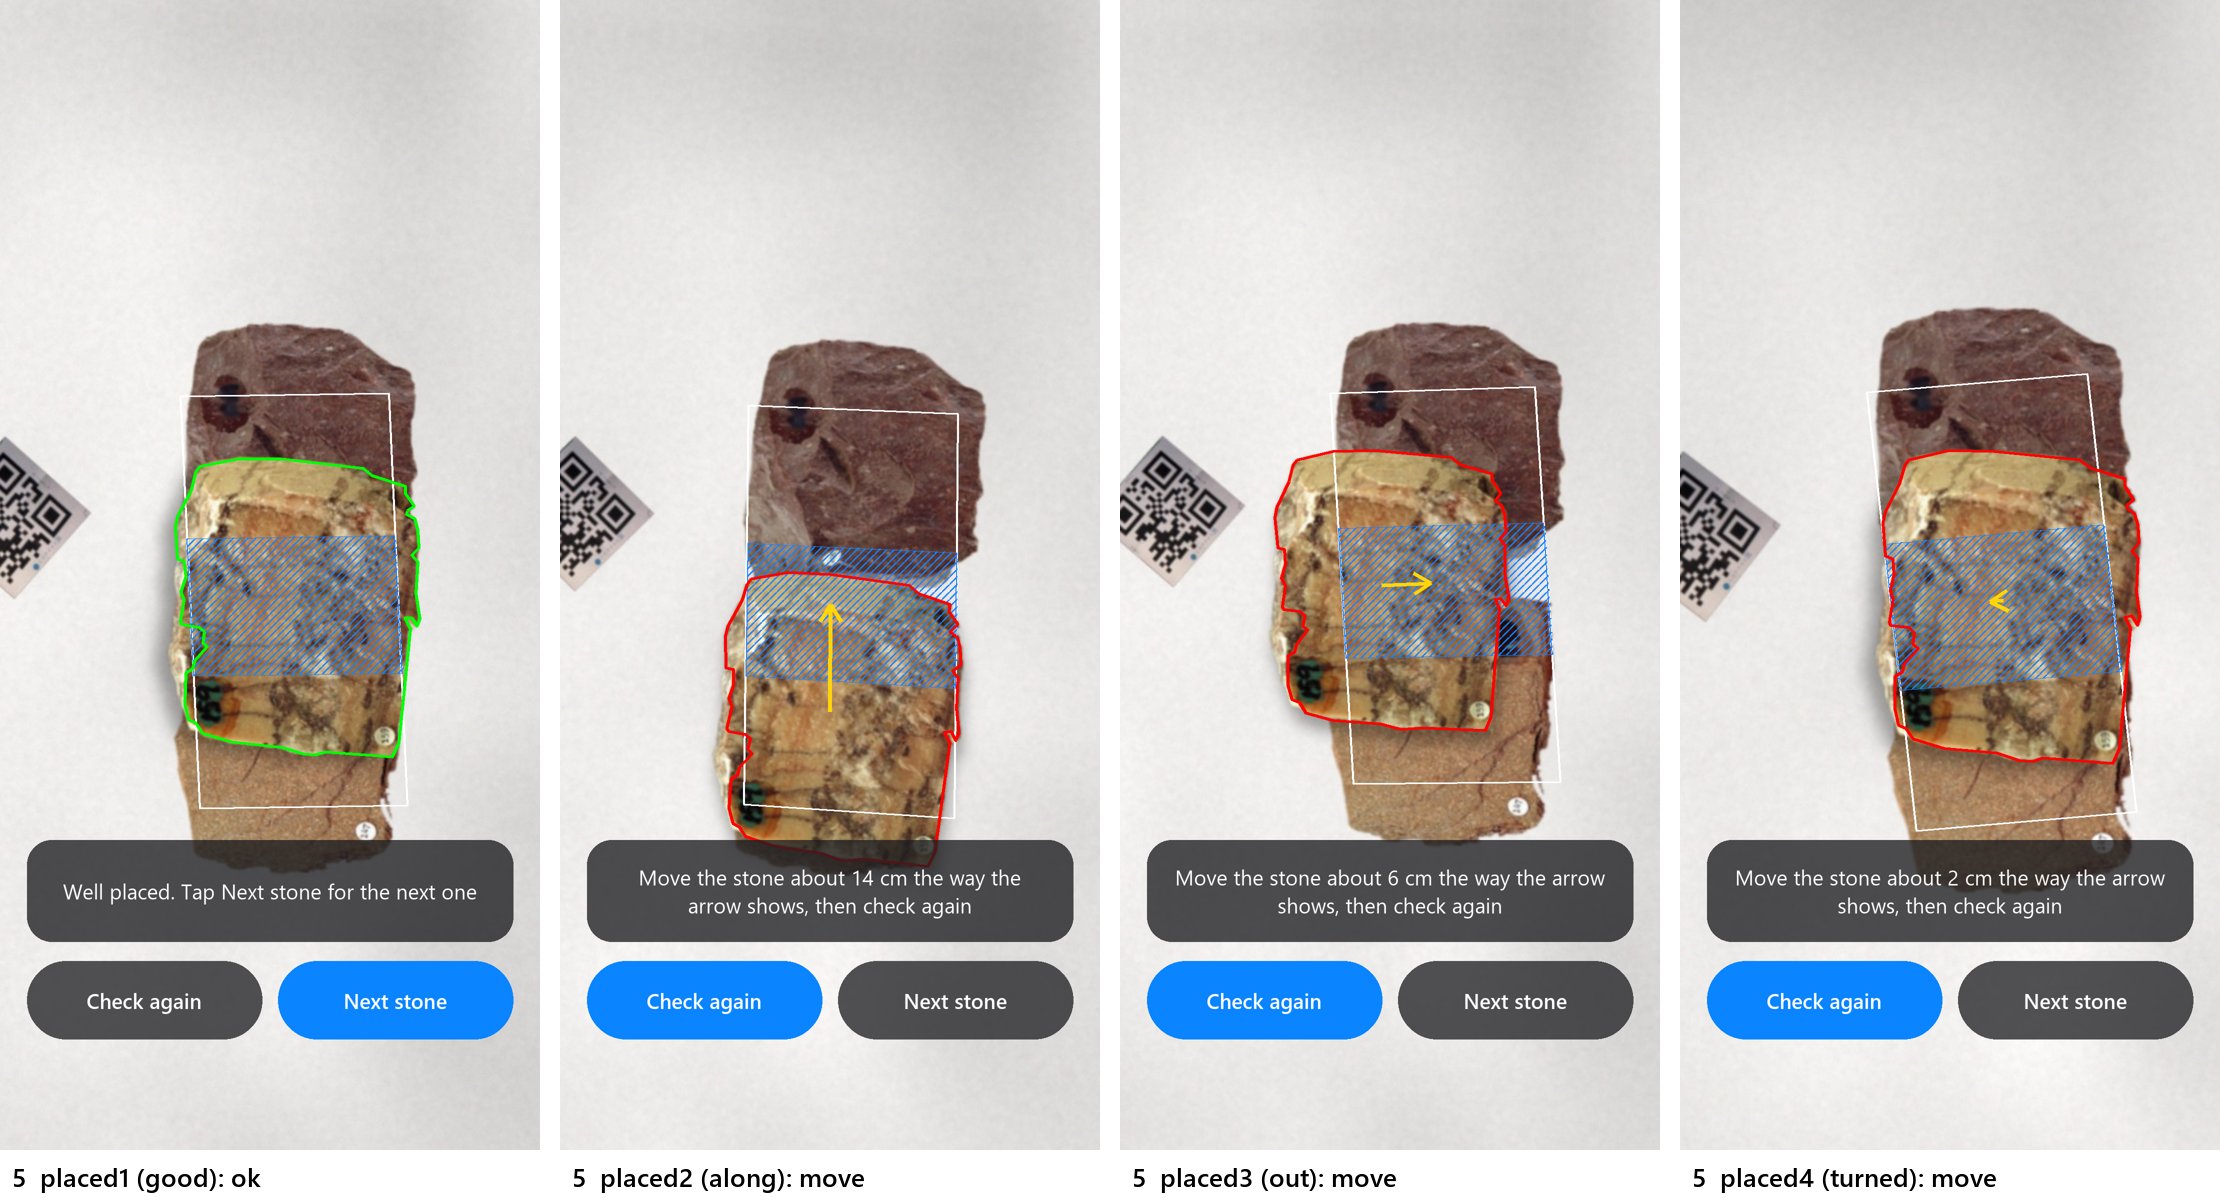 Well placed. Tap Next stone for the next one
Check again
Next stone
5 placed1 (good): ok
Move the stone about 14 cm the way the
arrow shows, then check again
Check again
Next stone
5 placed2 (along): move
Move the stone about 6 cm the way the arrow
shows, then check again
Check again
Next stone
5 placed3 (out): move
Move the stone about 2 cm the way the arrow
shows, then check again
Check again
Next stone
5 placed4 (turned): move